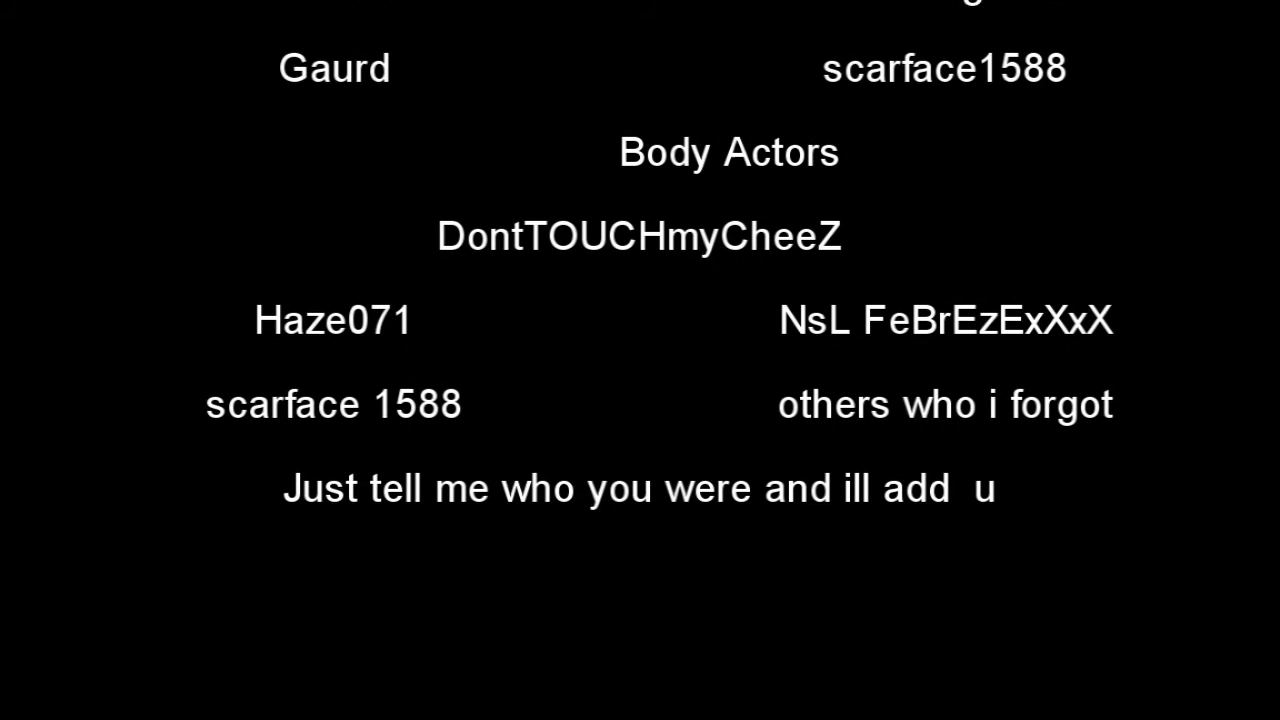 Gaurd scarface1588
Body Actors
DontTOUCHmyCheeZ
Haze071 NsL FeBrEzExXxX
scarface 1588 others who i forgot
Just tell me who you were and ill add  u